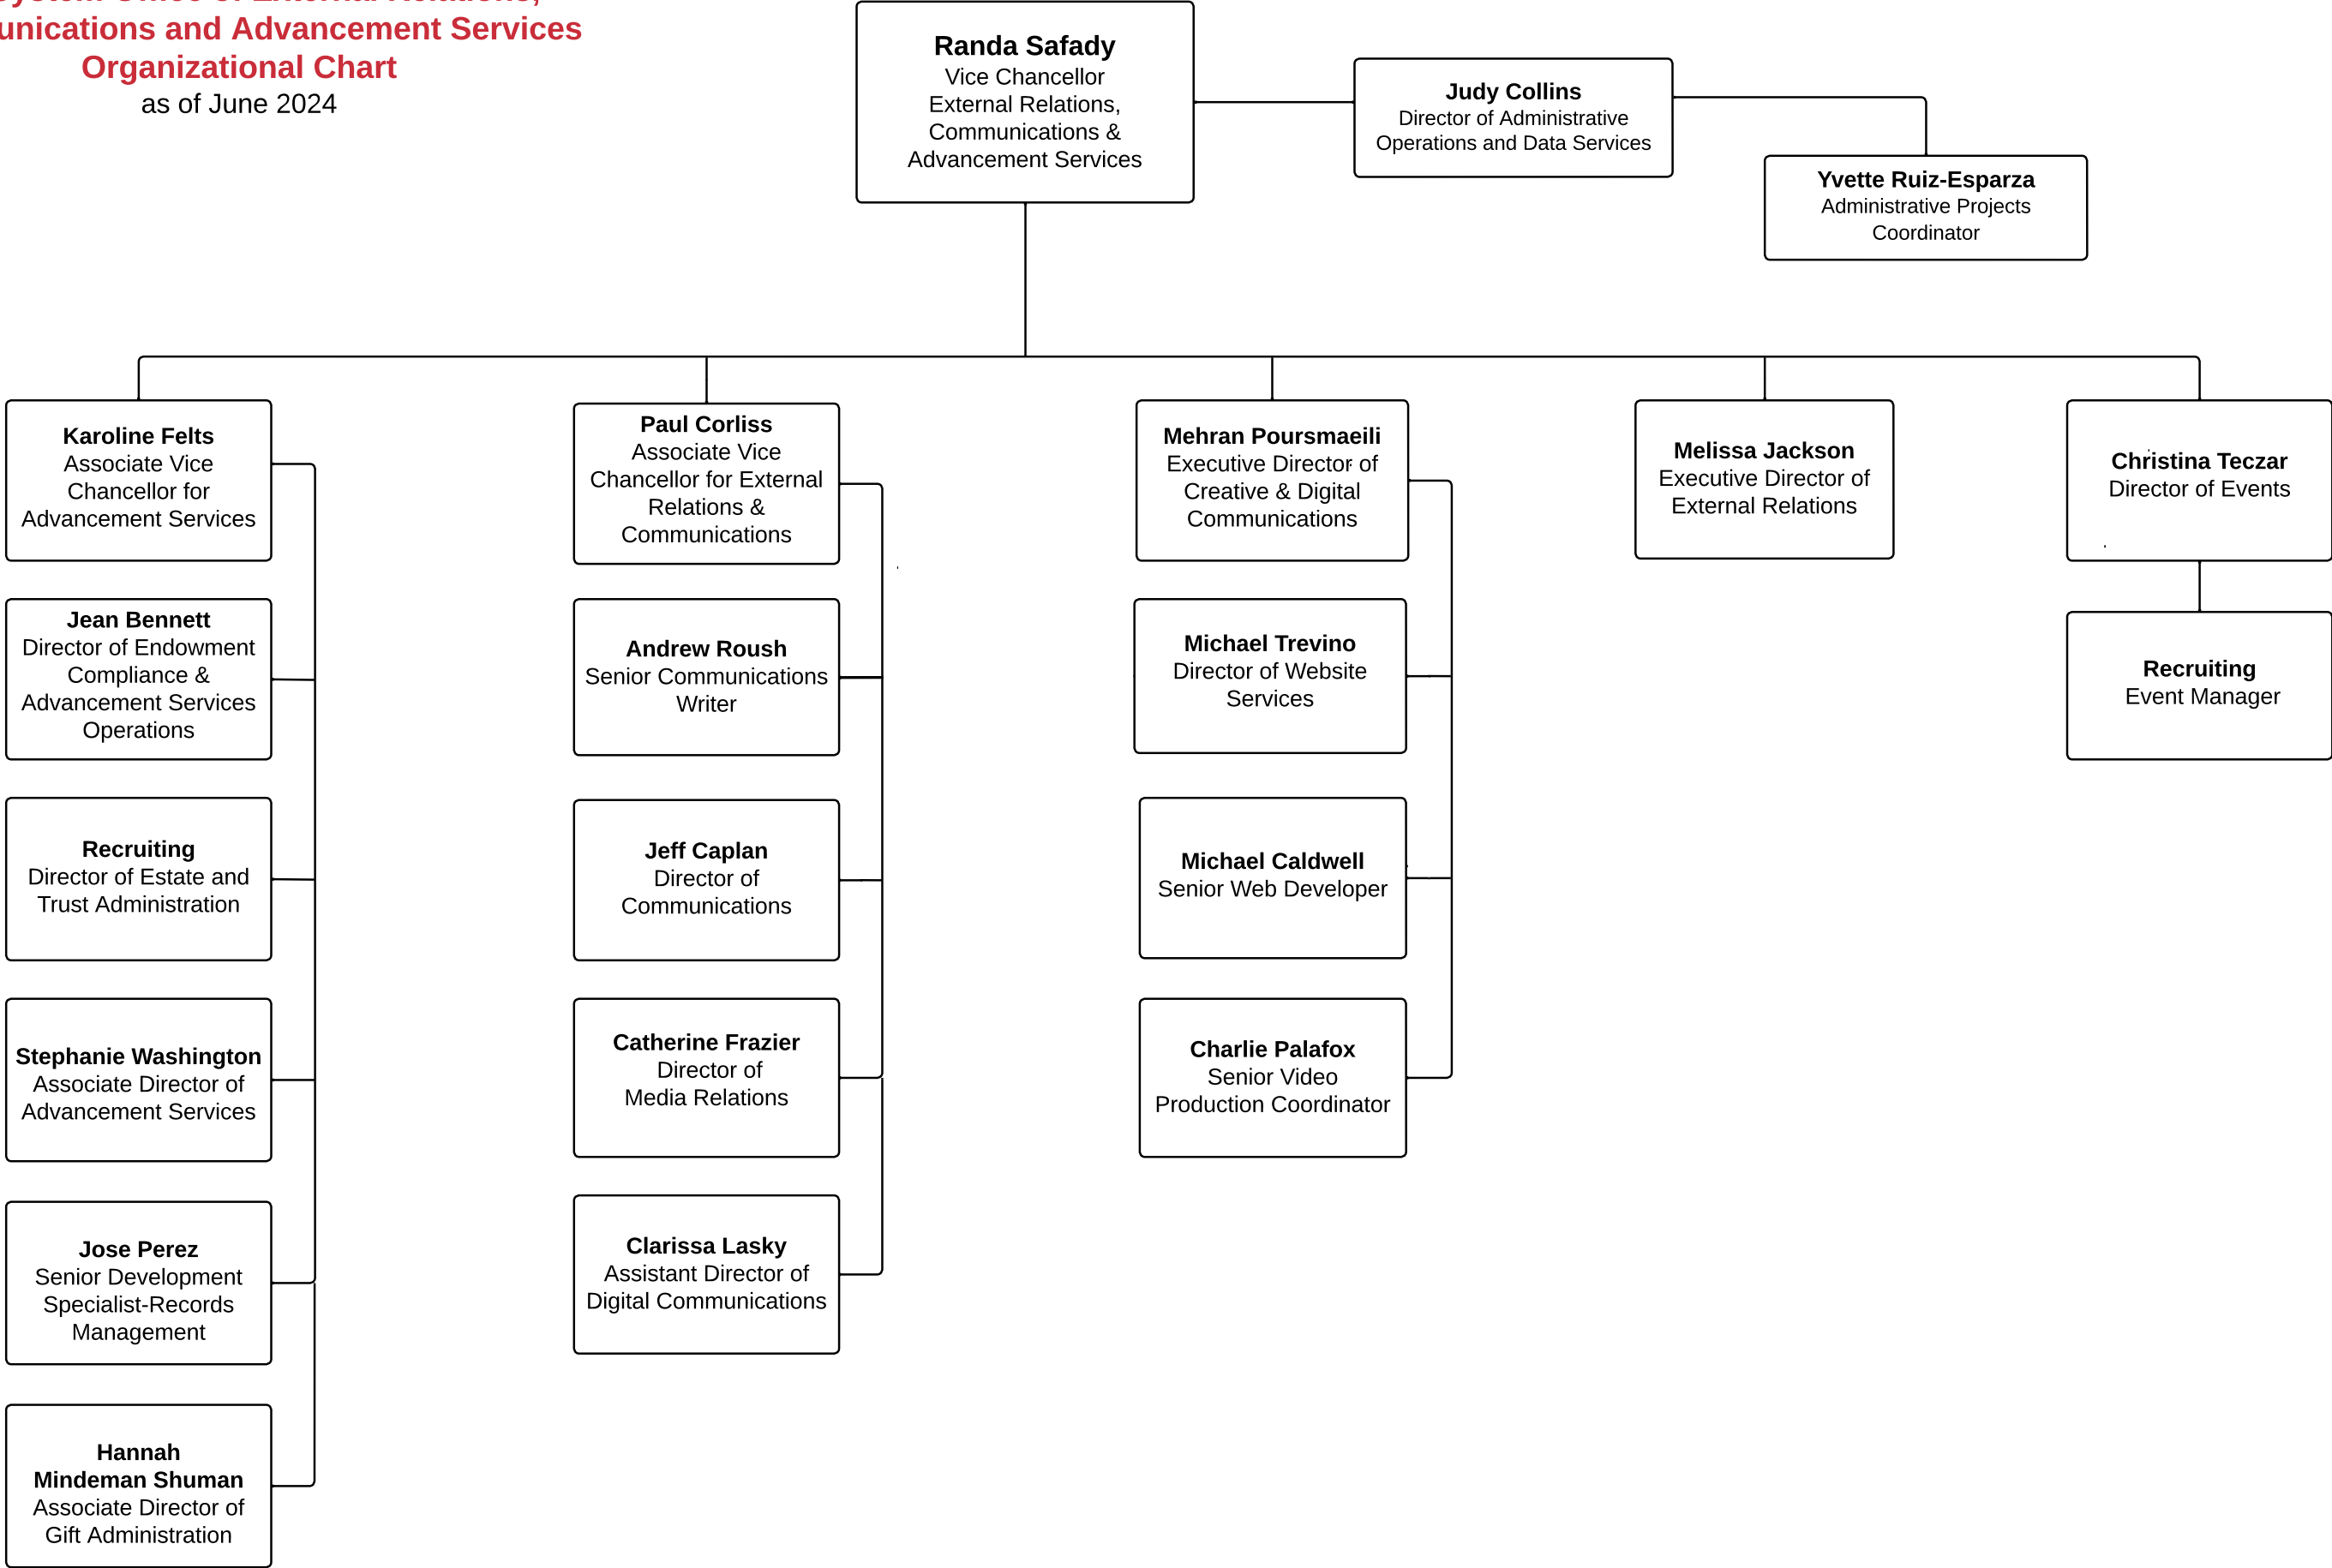 Office of External Relations,
and Advancement Services
Organizational Chart
as of June 2024
Randa Safady
Vice Chancellor
External Relations,
Communications &
Advancement Services
Judy Collins
Director of Administrative
Operations and Data Services
Yvette Ruiz-Esparza
Administrative Projects
Coordinator
Karoline Felts
Associate Vice
Chancellor for
Advancement Services
Jean Bennett
Director of Endowment
Compliance &
Advancement Services
Operations
Recruiting
Director of Estate and
Trust Administration
Stephanie Washington
Associate Director of
Advancement Services
Jose Perez
Senior Development
Specialist-Records
Management
Hannah
Mindeman Shuman
Associate Director of
Gift Administration
Paul Corliss
Associate Vice
Chancellor for External
Relations &
Communications
Andrew Roush
Senior Communications
Writer
Jeff Caplan
Director of
Communications
Catherine Frazier
Director of
Media Relations
Clarissa Lasky
Assistant Director of
Digital Communications
Mehran Poursmaeili
Executive Director of
Creative & Digital
Communications
Michael Trevino
Director of Website
Services
Michael Caldwell
Senior Web Developer
Charlie Palafox
Senior Video
Production Coordinator
Melissa Jackson
Executive Director of
External Relations
Christina Teczar
Director of Events
Recruiting
Event Manager